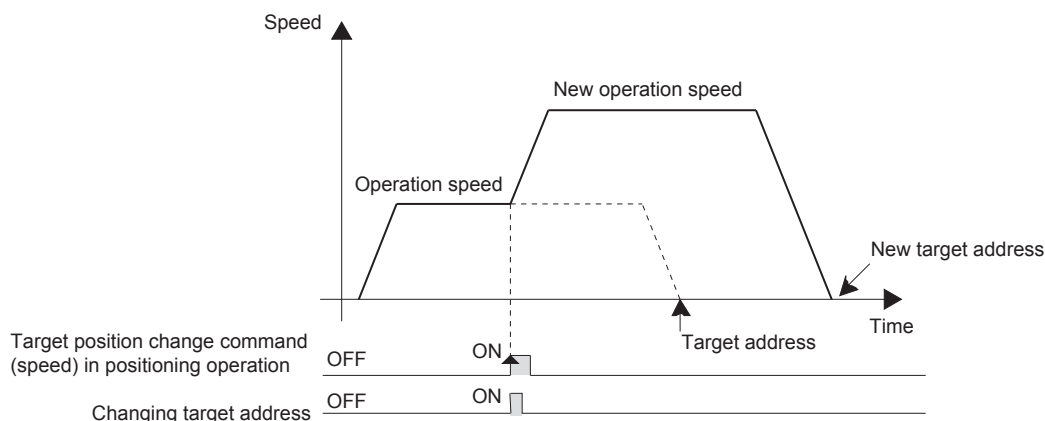 Speed
New operation speed
Operation speed
New target address
Time
Target address
Target position change command
(speed) in positioning operation
OFF
ON
Changing target address
OFF
ON